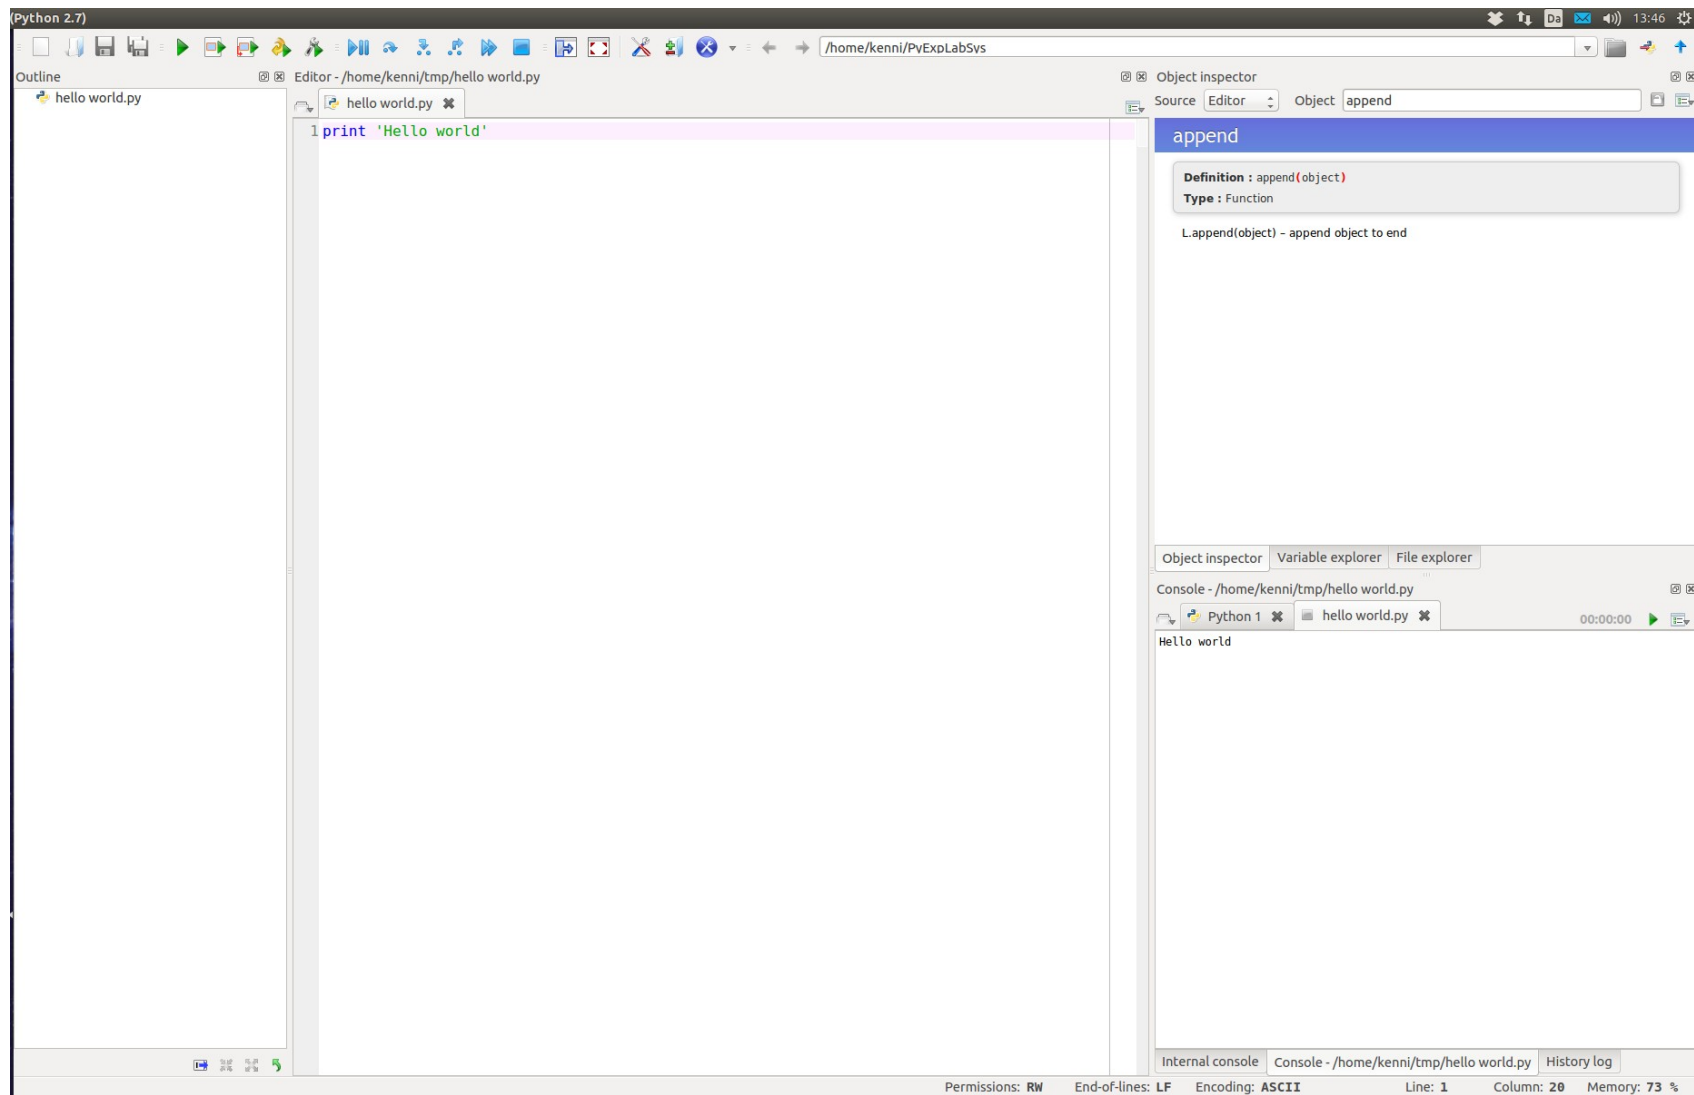 (Python 2.7)
Da
13:46
/home/kenni/PyExpLabSys
Outline
hello world.py
Editor - /home/kenni/tmp/hello world.py
hello world.py
1 print 'Hello world'
Object inspector
Source Editor Object append
append
Definition : append(object)
Type : Function
L.append(object) – append object to end
Object inspector Variable explorer File explorer
Console - /home/kenni/tmp/hello world.py
Python 1 hello world.py 00:00:00
Hello world
Internal console Console - /home/kenni/tmp/hello world.py History log
Permissions: RW End-of-lines: LF Encoding: ASCII Line: 1 Column: 20 Memory: 73 %